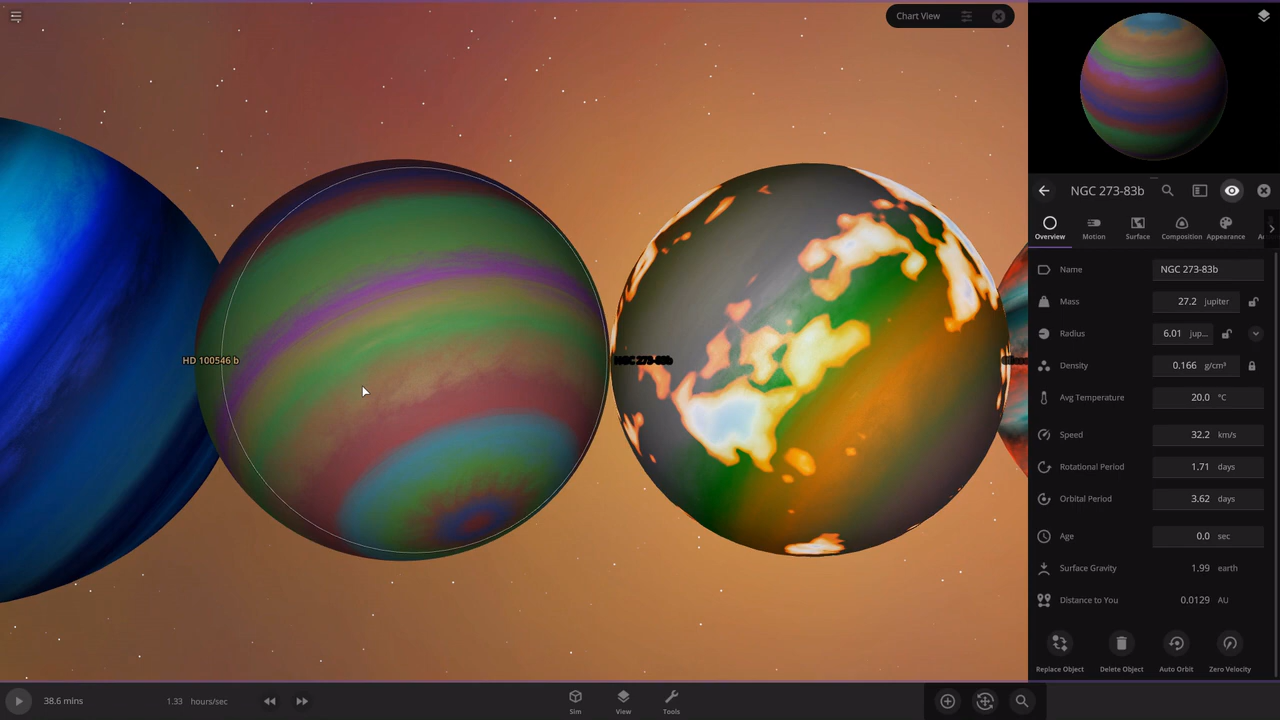 Chart View
HD 100546 b
NGC 273-83b
NGC 273-83b
Overview
Motion
Surface
Composition
Appearance
Name
NGC 273-83b
Mass
27.2 jupiter
Radius
6.01 jup...
Density
0.166 g/cm³
Avg Temperature
20.0 °C
Speed
32.2 km/s
Rotational Period
1.71 days
Orbital Period
3.62 days
Age
0.0 sec
Surface Gravity
1.99 earth
Distance to You
0.0129 AU
Replace Object
Delete Object
Auto Orbit
Zero Velocity
38.6 mins
1.33 hours/sec
Sim
View
Tools